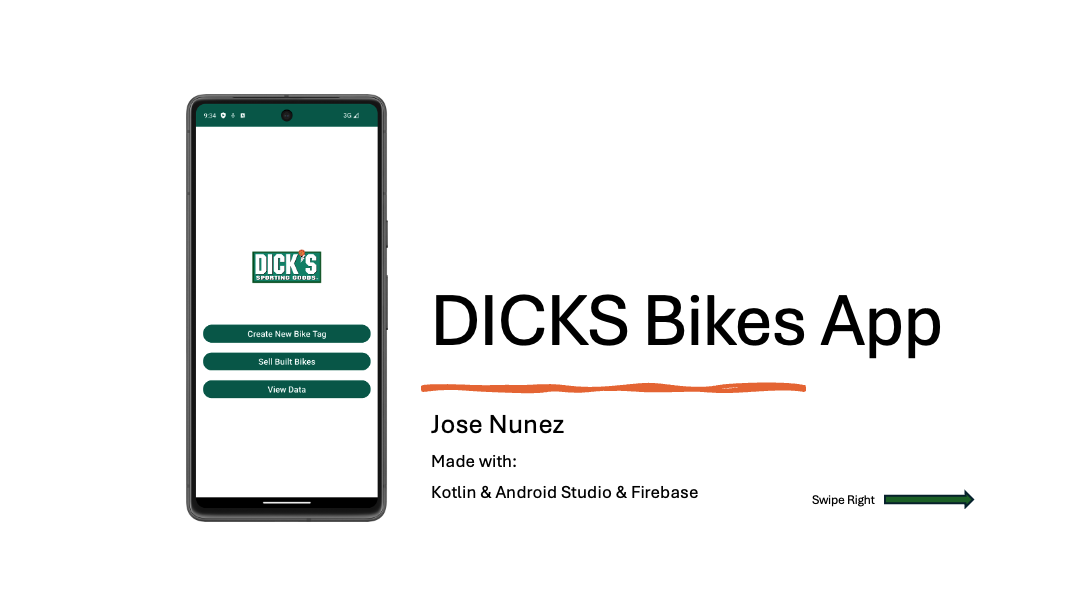 9:34
3G
DICK'S
SPORTING GOODS
Create New Bike Tag
Sell Built Bikes
View Data
DICKS Bikes App
Jose Nunez
Made with:
Kotlin & Android Studio & Firebase
Swipe Right